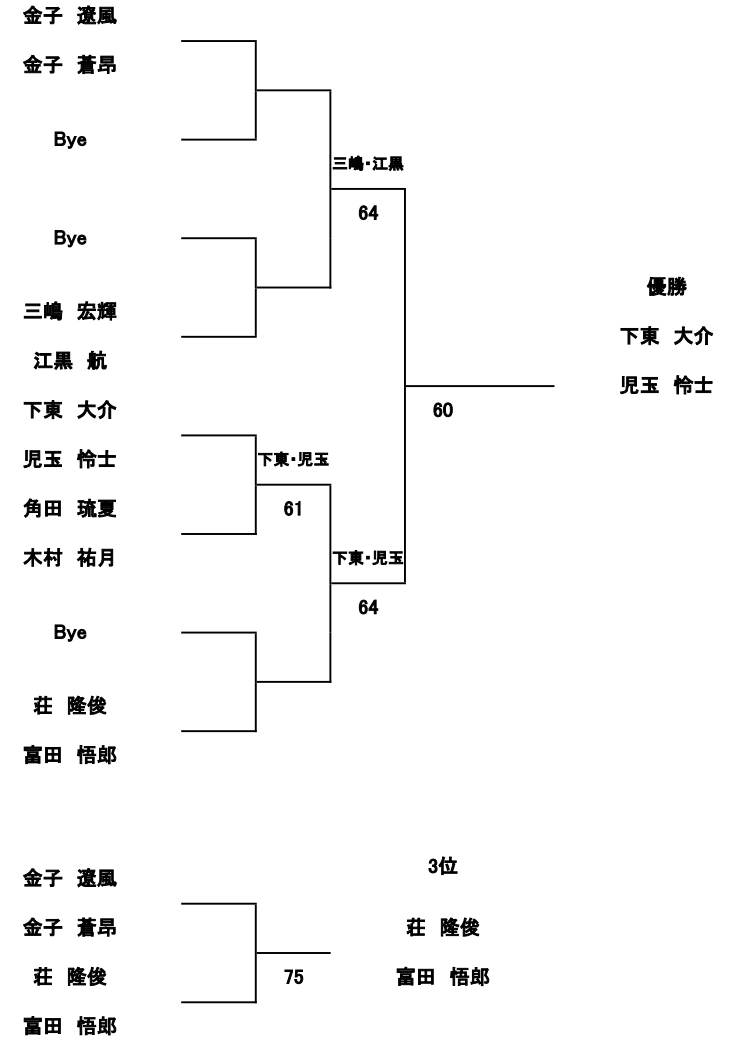 金子　遼風
金子　蒼昂
Bye
三嶋・江黒
64
Bye
優勝
三嶋　宏輝
下東　大介
江黒　航
児玉　怜士
下東　大介
60
児玉　怜士
下東・児玉
角田　琉夏
61
木村　祐月
下東・児玉
64
Bye
荘　隆俊
富田　悟郎
3位
金子　遼風
金子　蒼昂
荘　隆俊
荘　隆俊
75
富田　悟郎
富田　悟郎